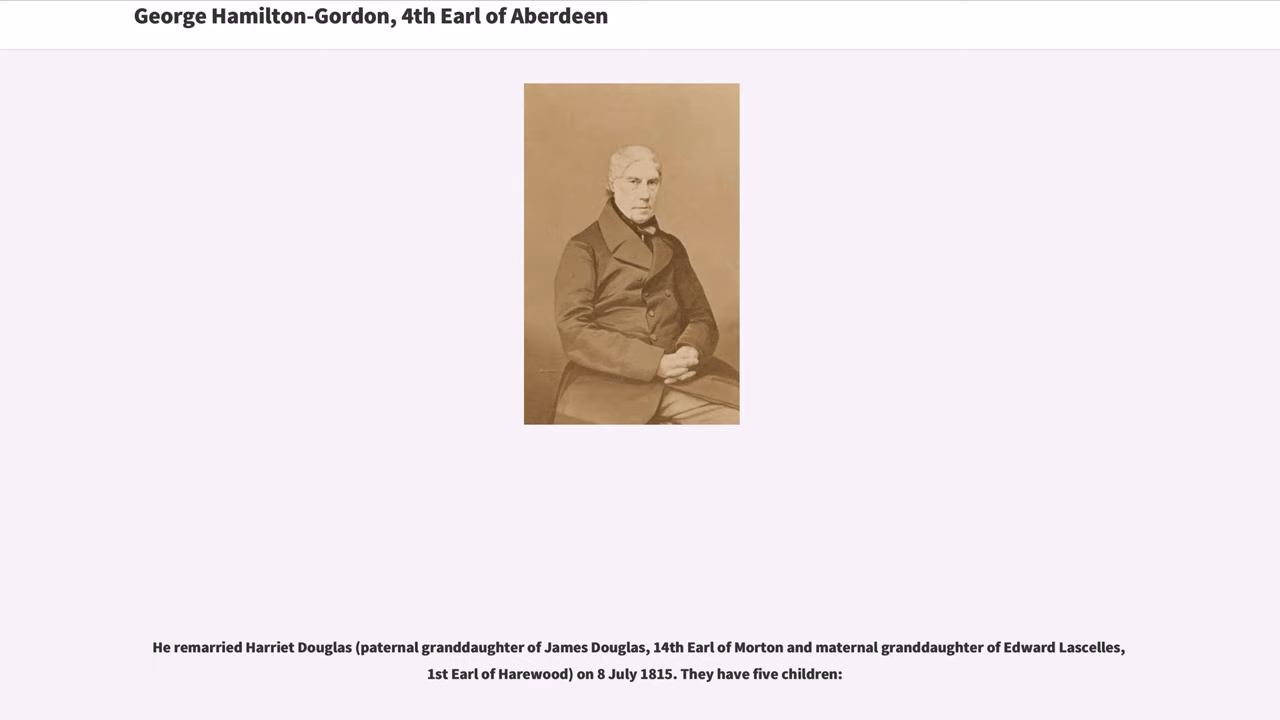 George Hamilton-Gordon, 4th Earl of Aberdeen
He remarried Harriet Douglas (paternal granddaughter of James Douglas, 14th Earl of Morton and maternal granddaughter of Edward Lascelles,
1st Earl of Harewood) on 8 July 1815. They have five children: